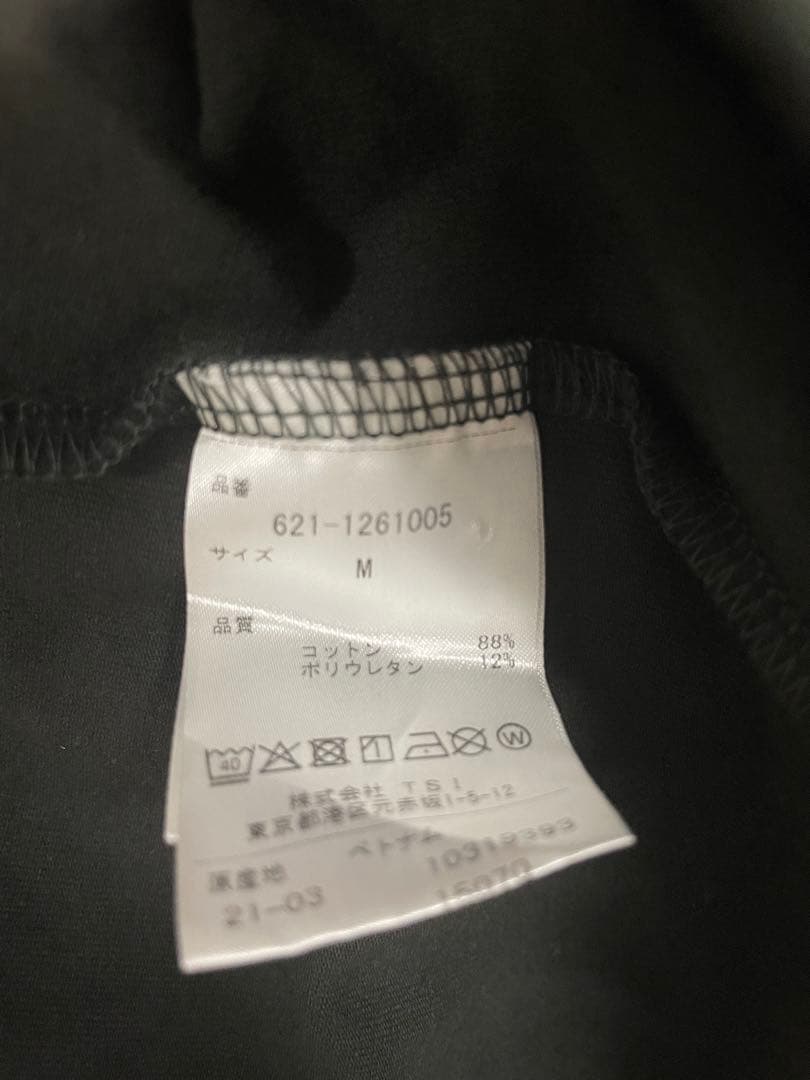 品番
621-1261005
サイズ
M
品質
コットン 88%
ポリウレタン 12%
40 W
株式会社 TSI
東京都港区元赤坂1-5-12
ベトナム
原産地 10319393
21-03